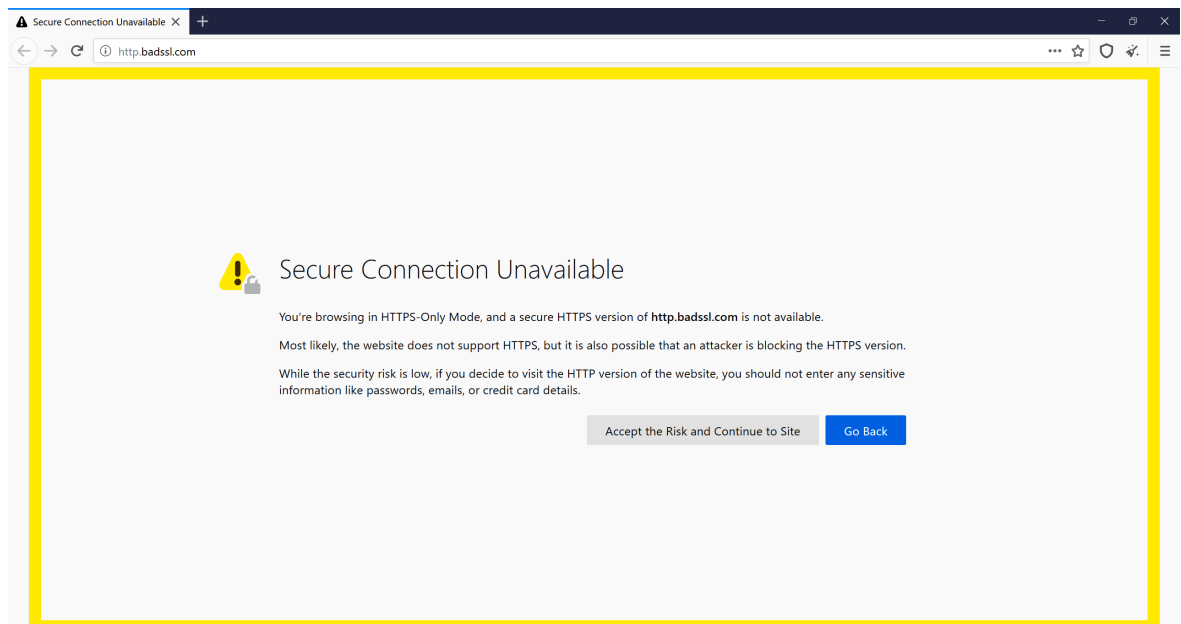 Secure Connection Unavailable
http.badssl.com
Secure Connection Unavailable
You’re browsing in HTTPS-Only Mode, and a secure HTTPS version of http.badssl.com is not available.
Most likely, the website does not support HTTPS, but it is also possible that an attacker is blocking the HTTPS version.
While the security risk is low, if you decide to visit the HTTP version of the website, you should not enter any sensitive
information like passwords, emails, or credit card details.
Accept the Risk and Continue to Site
Go Back